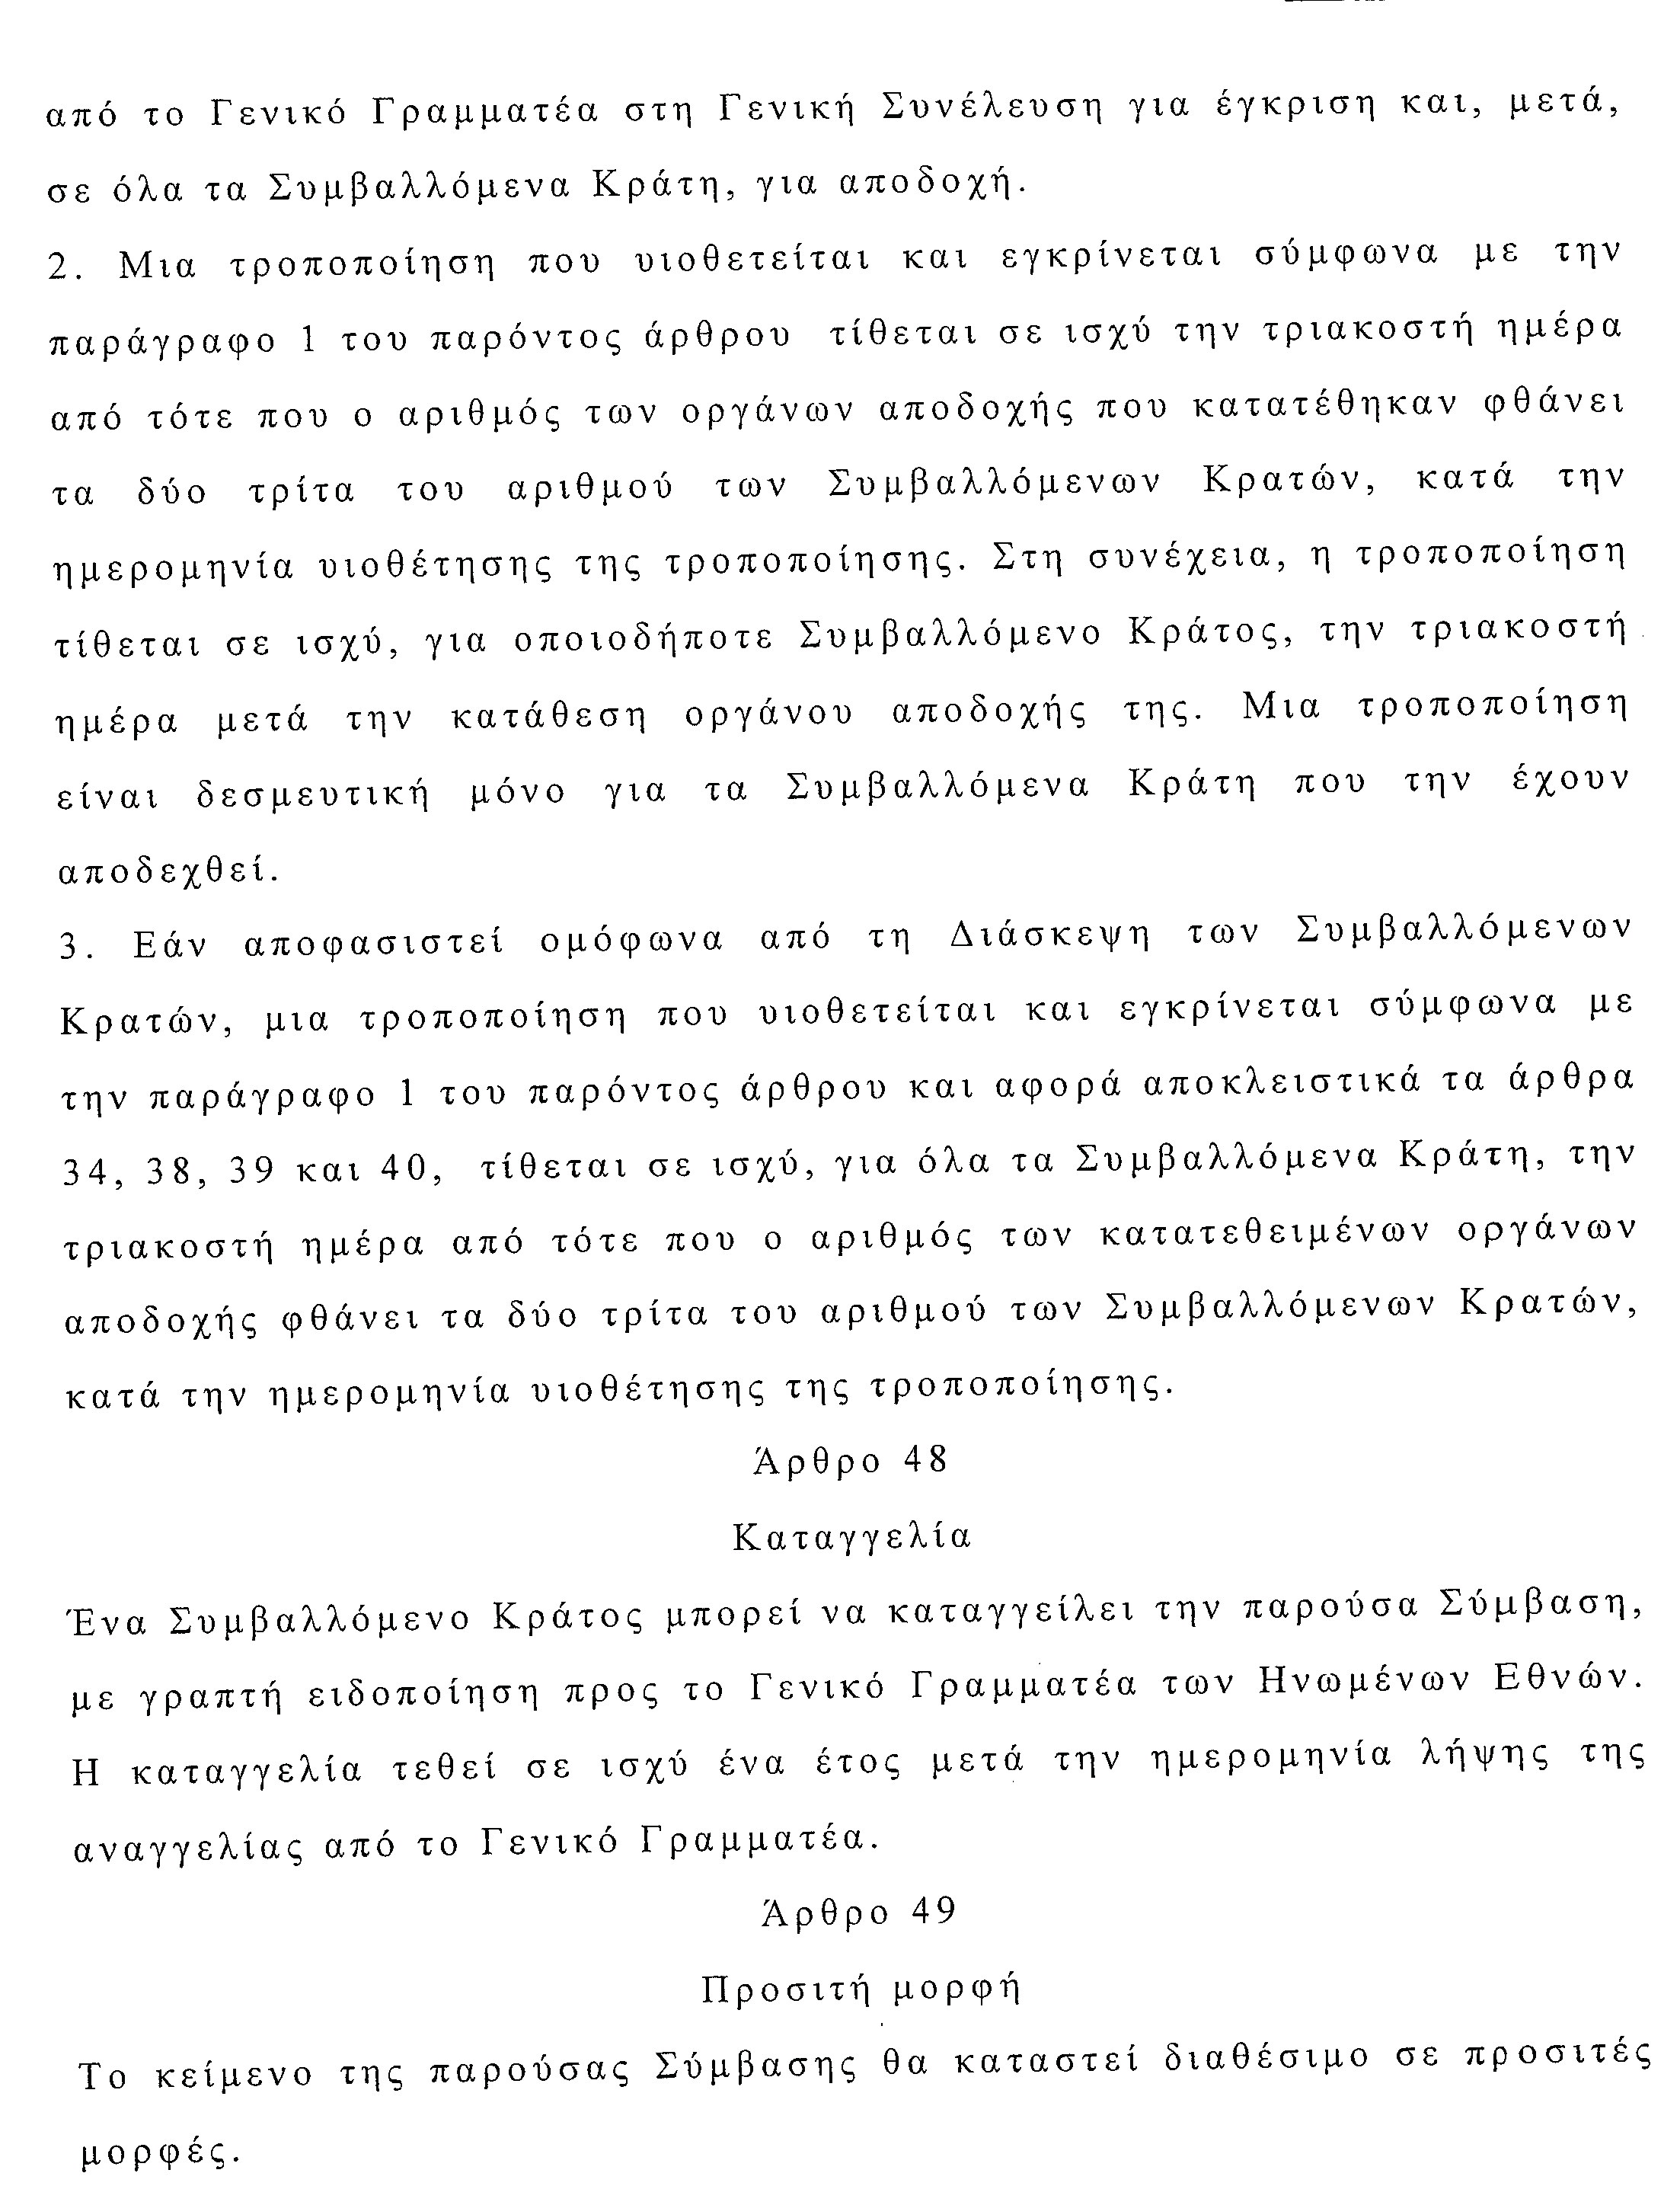 από το Γενικό Γραμματέα στη Γενική Συνέλευση για έγκριση και, μετά,
σε όλα τα Συμβαλλόμενα Κράτη, για αποδοχή.
2. Μια τροποποίηση που υιοθετείται και εγκρίνεται σύμφωνα με την
παράγραφο 1 του παρόντος άρθρου τίθεται σε ισχύ την τριακοστή ημέρα
από τότε που ο αριθμός των οργάνων αποδοχής που κατατέθηκαν φθάνει
τα δύο τρίτα του αριθμού των Συμβαλλόμενων Κρατών, κατά την
ημερομηνία υιοθέτησης της τροποποίησης. Στη συνέχεια, η τροποποίηση
τίθεται σε ισχύ, για οποιοδήποτε Συμβαλλόμενο Κράτος, την τριακοστή
ημέρα μετά την κατάθεση οργάνου αποδοχής της. Μια τροποποίηση
είναι δεσμευτική μόνο για τα Συμβαλλόμενα Κράτη που την έχουν
αποδεχθεί.
3. Εάν αποφασιστεί ομόφωνα από τη Διάσκεψη των Συμβαλλόμενων
Κρατών, μια τροποποίηση που υιοθετείται και εγκρίνεται σύμφωνα με
την παράγραφο 1 του παρόντος άρθρου και αφορά αποκλειστικά τα άρθρα
34, 38, 39 και 40, τίθεται σε ισχύ, για όλα τα Συμβαλλόμενα Κράτη, την
τριακοστή ημέρα από τότε που ο αριθμός των κατατεθειμένων οργάνων
αποδοχής φθάνει τα δύο τρίτα του αριθμού των Συμβαλλόμενων Κρατών,
κατά την ημερομηνία υιοθέτησης της τροποποίησης.
Άρθρο 48
Καταγγελία
Ένα Συμβαλλόμενο Κράτος μπορεί να καταγγείλει την παρούσα Σύμβαση,
με γραπτή ειδοποίηση προς το Γενικό Γραμματέα των Ηνωμένων Εθνών.
Η καταγγελία τεθεί σε ισχύ ένα έτος μετά την ημερομηνία λήψης της
αναγγελίας από το Γενικό Γραμματέα.
Άρθρο 49
Προσιτή μορφή
Το κείμενο της παρούσας Σύμβασης θα καταστεί διαθέσιμο σε προσιτές
μορφές.